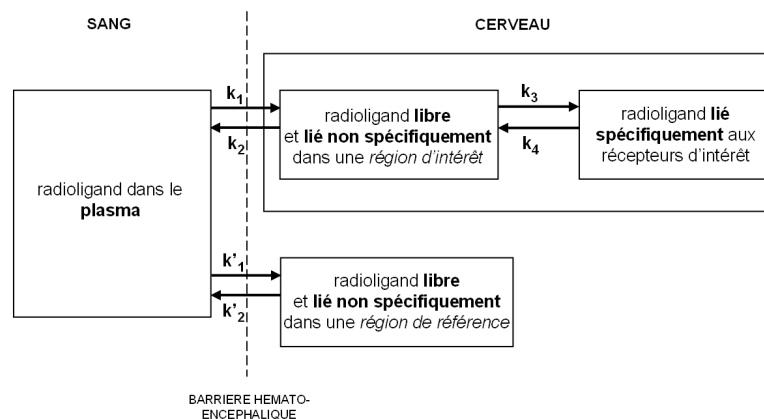 SANG
CERVEAU
k1
k2
k3
k4
radioligand dans le
plasma
radioligand libre
et lié non spécifiquement
dans une région d'intérêt
radioligand lié
spécifiquement aux
récepteurs d'intérêt
k'1
k'2
radioligand libre
et lié non spécifiquement
dans une région de référence
BARRIERE HEMATO-
ENCEPHALIQUE